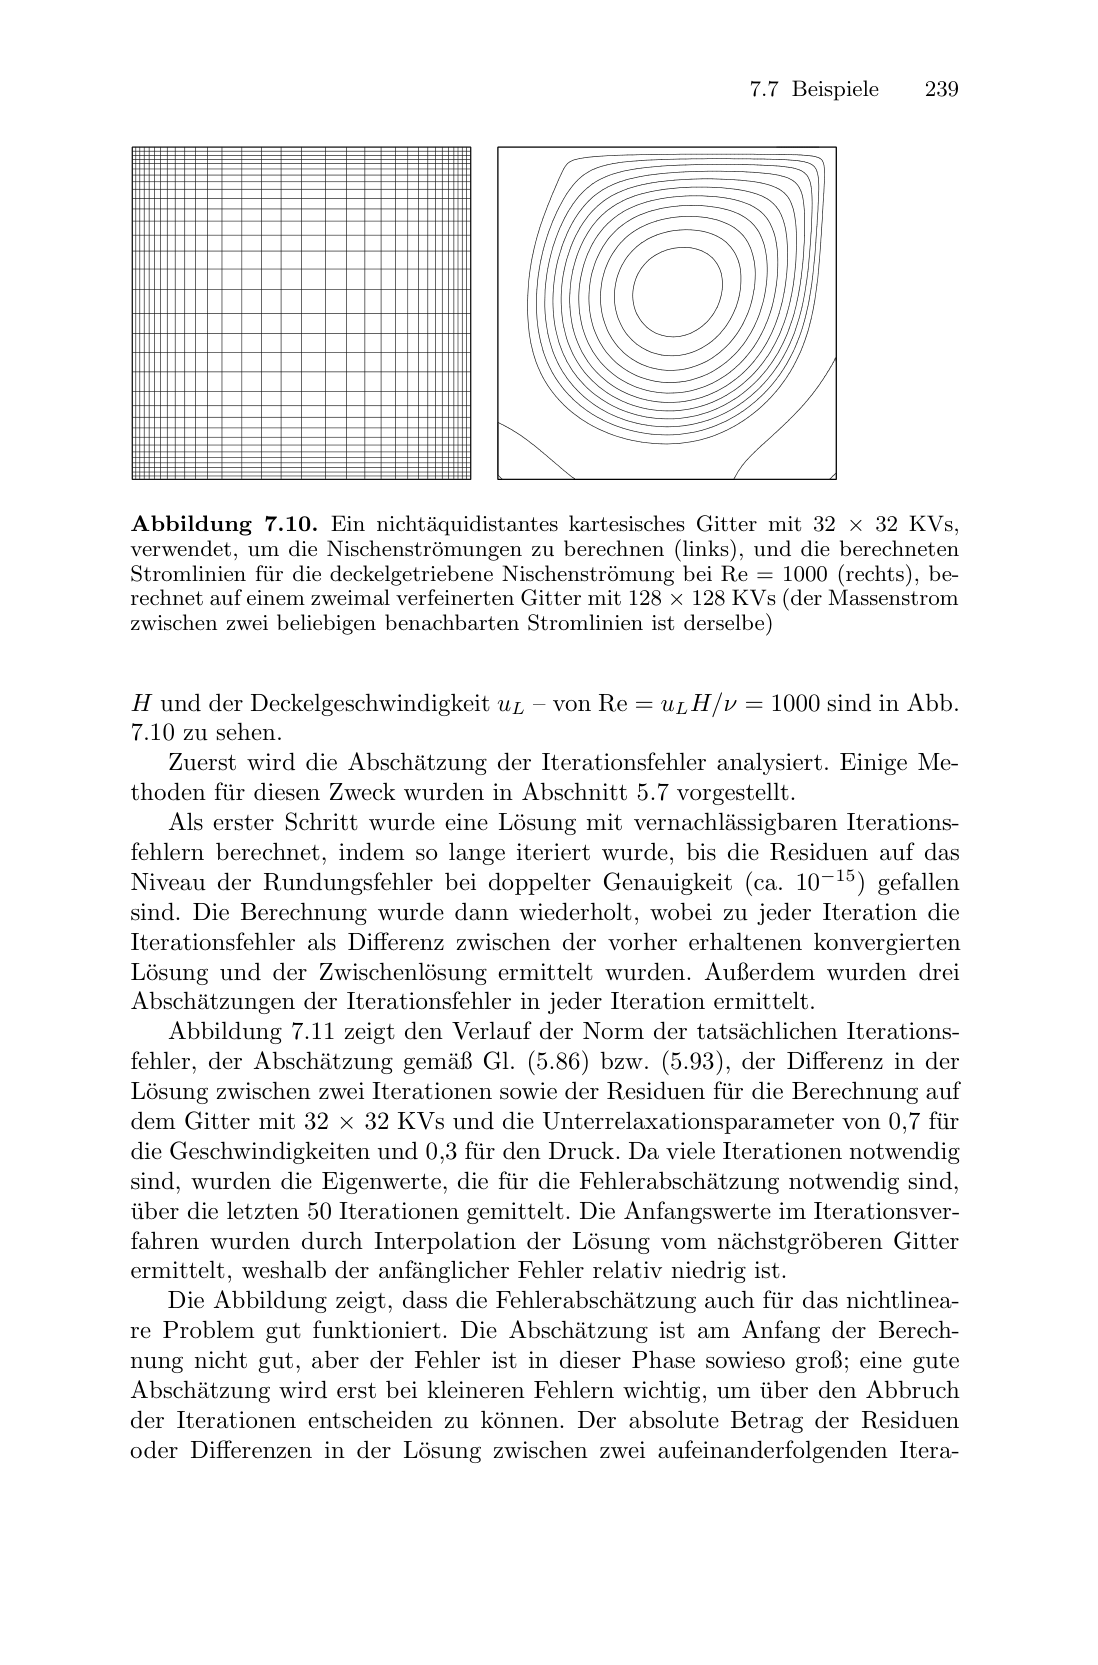 7.7 Beispiele 239
Abbildung 7.10. Ein nichtäquidistantes kartesisches Gitter mit 32 × 32 KVs,
verwendet, um die Nischenströmungen zu berechnen (links), und die berechneten
Stromlinien für die deckelgetriebene Nischenströmung bei Re = 1000 (rechts), be-
rechnet auf einem zweimal verfeinerten Gitter mit 128 × 128 KVs (der Massenstrom
zwischen zwei beliebigen benachbarten Stromlinien ist derselbe)
H und der Deckelgeschwindigkeit u_L – von Re = u_L H/ν = 1000 sind in Abb.
7.10 zu sehen.
Zuerst wird die Abschätzung der Iterationsfehler analysiert. Einige Me-
thoden für diesen Zweck wurden in Abschnitt 5.7 vorgestellt.
Als erster Schritt wurde eine Lösung mit vernachlässigbaren Iterations-
fehlern berechnet, indem so lange iteriert wurde, bis die Residuen auf das
Niveau der Rundungsfehler bei doppelter Genauigkeit (ca. 10⁻¹⁵) gefallen
sind. Die Berechnung wurde dann wiederholt, wobei zu jeder Iteration die
Iterationsfehler als Differenz zwischen der vorher erhaltenen konvergierten
Lösung und der Zwischenlösung ermittelt wurden. Außerdem wurden drei
Abschätzungen der Iterationsfehler in jeder Iteration ermittelt.
Abbildung 7.11 zeigt den Verlauf der Norm der tatsächlichen Iterations-
fehler, der Abschätzung gemäß Gl. (5.86) bzw. (5.93), der Differenz in der
Lösung zwischen zwei Iterationen sowie der Residuen für die Berechnung auf
dem Gitter mit 32 × 32 KVs und die Unterrelaxationsparameter von 0,7 für
die Geschwindigkeiten und 0,3 für den Druck. Da viele Iterationen notwendig
sind, wurden die Eigenwerte, die für die Fehlerabschätzung notwendig sind,
über die letzten 50 Iterationen gemittelt. Die Anfangswerte im Iterationsver-
fahren wurden durch Interpolation der Lösung vom nächstgröberen Gitter
ermittelt, weshalb der anfänglicher Fehler relativ niedrig ist.
Die Abbildung zeigt, dass die Fehlerabschätzung auch für das nichtlinea-
re Problem gut funktioniert. Die Abschätzung ist am Anfang der Berech-
nung nicht gut, aber der Fehler ist in dieser Phase sowieso groß; eine gute
Abschätzung wird erst bei kleineren Fehlern wichtig, um über den Abbruch
der Iterationen entscheiden zu können. Der absolute Betrag der Residuen
oder Differenzen in der Lösung zwischen zwei aufeinanderfolgenden Itera-